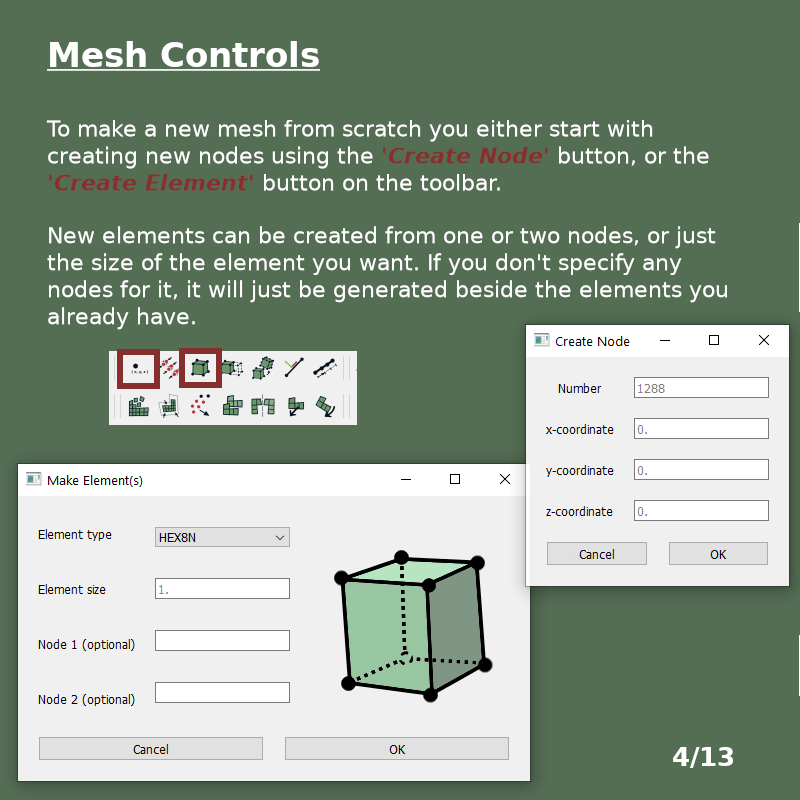 Mesh Controls
To make a new mesh from scratch you either start with
creating new nodes using the 'Create Node' button, or the
'Create Element' button on the toolbar.
New elements can be created from one or two nodes, or just
the size of the element you want. If you don't specify any
nodes for it, it will just be generated beside the elements you
already have.
Create Node
Number 1288
x-coordinate 0.
y-coordinate 0.
z-coordinate 0.
Cancel OK
Make Element(s)
Element type HEX8N
Element size 1.
Node 1 (optional)
Node 2 (optional)
Cancel OK
4/13